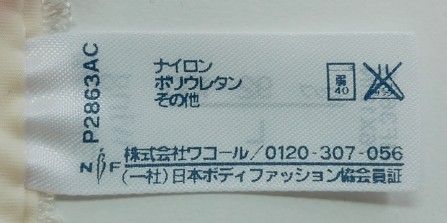 P2863AC
ナイロン
ポリウレタン
その他
弱
40
NBF
株式会社ワコール/0120-307-056
(一社)日本ボディファッション協会員証